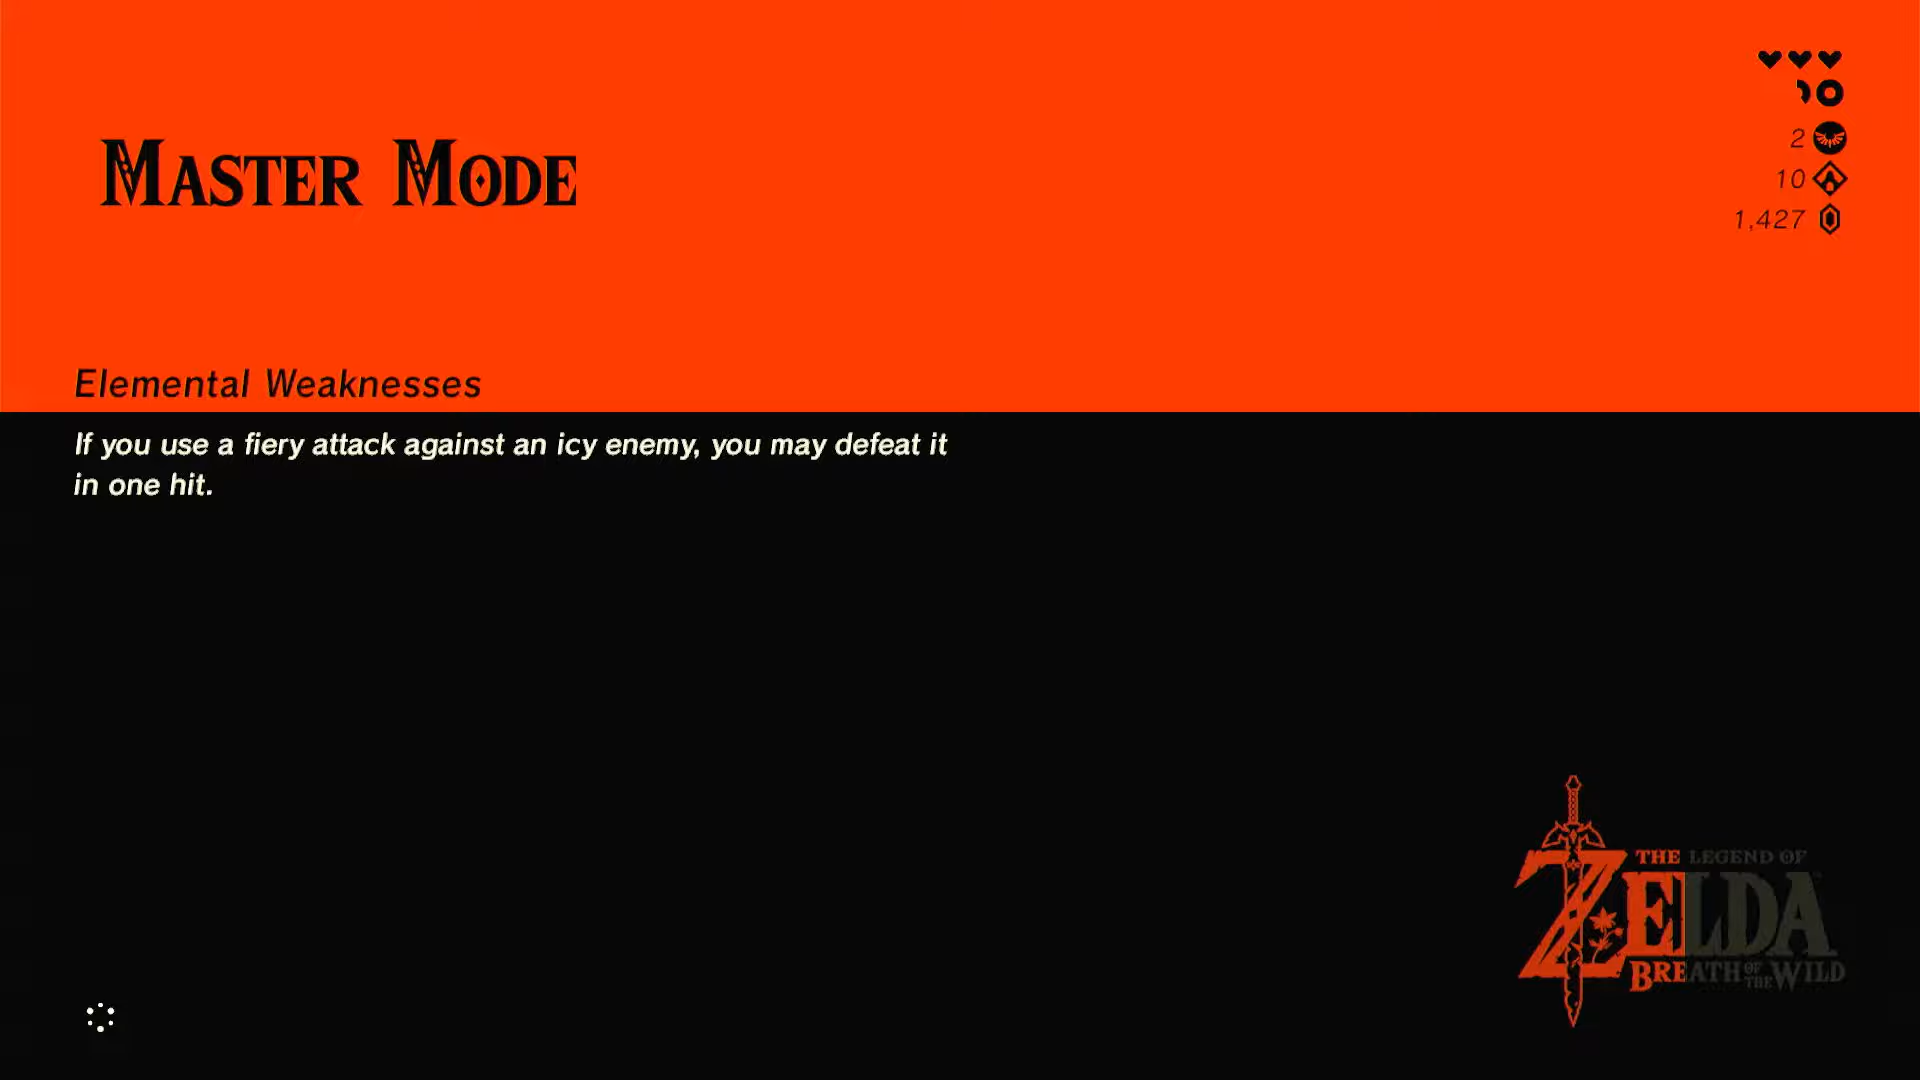 Master Mode
2
10
1,427
Elemental Weaknesses
If you use a fiery attack against an icy enemy, you may defeat it
in one hit.
THE LEGEND OF
ZELDA
BREATH OF THE WILD